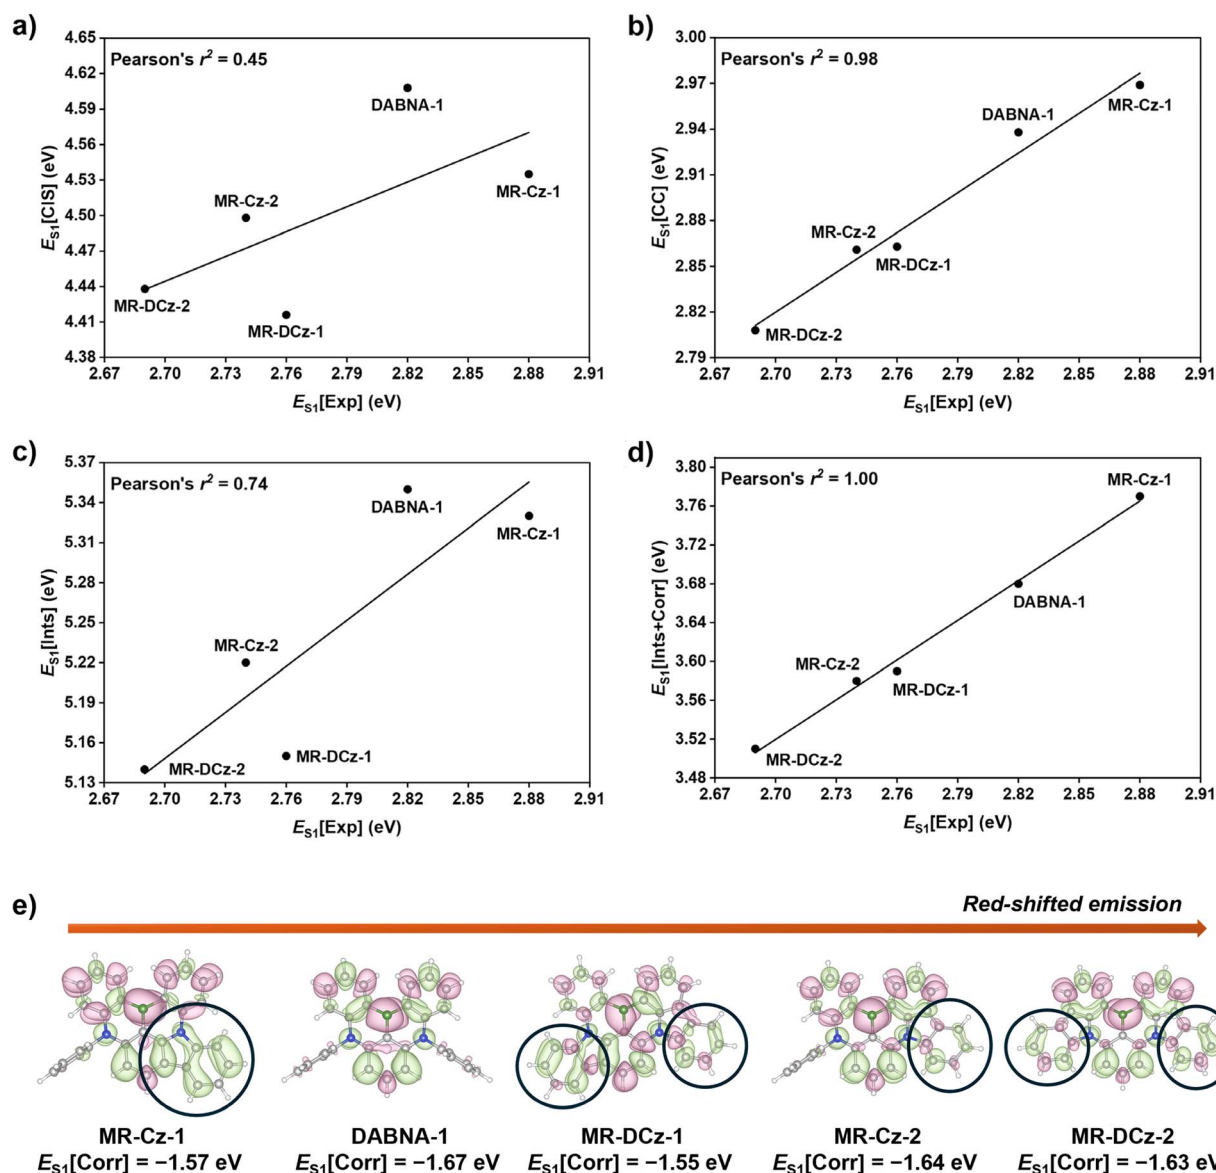 a)
Pearson's r² = 0.45
E_S1[CIS] (eV)
4.65
4.62
4.59
4.56
4.53
4.50
4.47
4.44
4.41
4.38
DABNA-1
MR-Cz-1
MR-Cz-2
MR-DCz-2
MR-DCz-1
2.67 2.70 2.73 2.76 2.79 2.82 2.85 2.88 2.91
E_S1[Exp] (eV)
b)
Pearson's r² = 0.98
E_S1[CC] (eV)
3.00
2.97
2.94
2.91
2.88
2.85
2.82
2.79
MR-Cz-1
DABNA-1
MR-Cz-2
MR-DCz-1
MR-DCz-2
2.67 2.70 2.73 2.76 2.79 2.82 2.85 2.88 2.91
E_S1[Exp] (eV)
c)
Pearson's r² = 0.74
E_S1[Ints] (eV)
5.37
5.34
5.31
5.28
5.25
5.22
5.19
5.16
5.13
DABNA-1
MR-Cz-1
MR-Cz-2
MR-DCz-1
MR-DCz-2
2.67 2.70 2.73 2.76 2.79 2.82 2.85 2.88 2.91
E_S1[Exp] (eV)
d)
Pearson's r² = 1.00
E_S1[Ints+Corr] (eV)
3.80
3.76
3.72
3.68
3.64
3.60
3.56
3.52
3.48
MR-Cz-1
DABNA-1
MR-Cz-2
MR-DCz-1
MR-DCz-2
2.67 2.70 2.73 2.76 2.79 2.82 2.85 2.88 2.91
E_S1[Exp] (eV)
e)
Red-shifted emission
MR-Cz-1 DABNA-1 MR-DCz-1 MR-Cz-2 MR-DCz-2
E_S1[Corr] = −1.57 eV E_S1[Corr] = −1.67 eV E_S1[Corr] = −1.55 eV E_S1[Corr] = −1.64 eV E_S1[Corr] = −1.63 eV